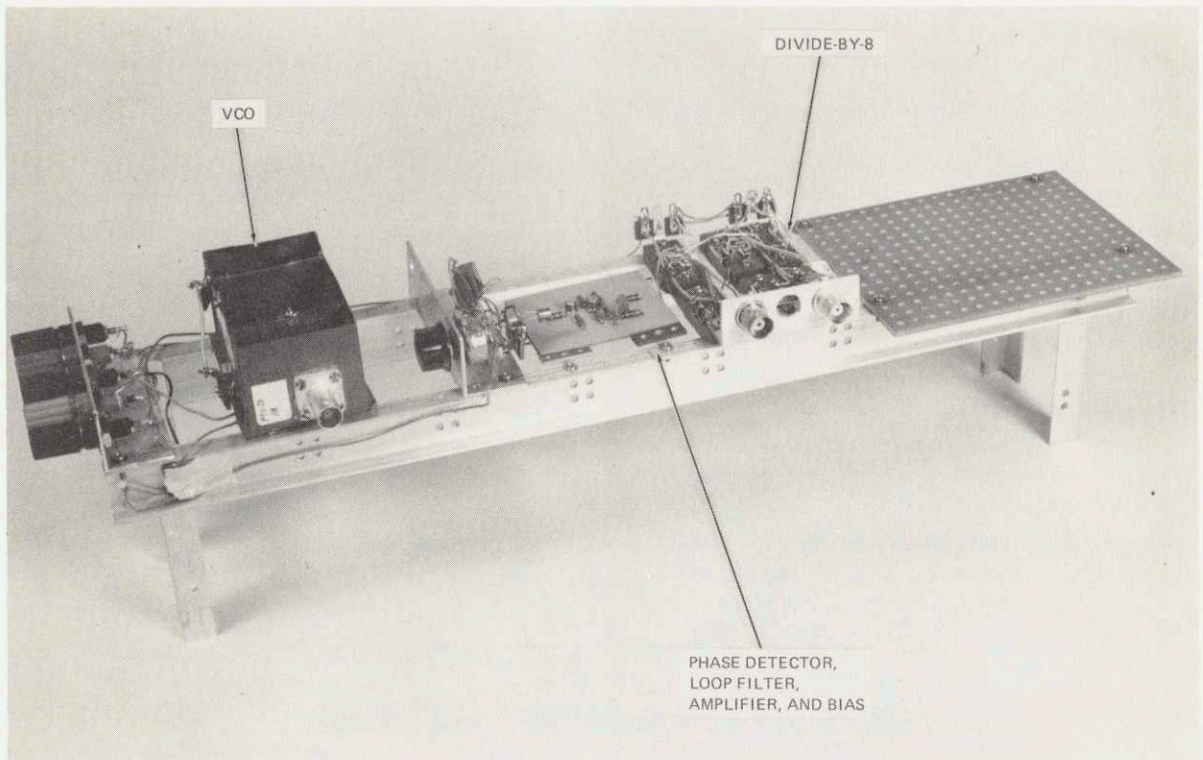 DIVIDE-BY-8
VCO
PHASE DETECTOR,
LOOP FILTER,
AMPLIFIER, AND BIAS